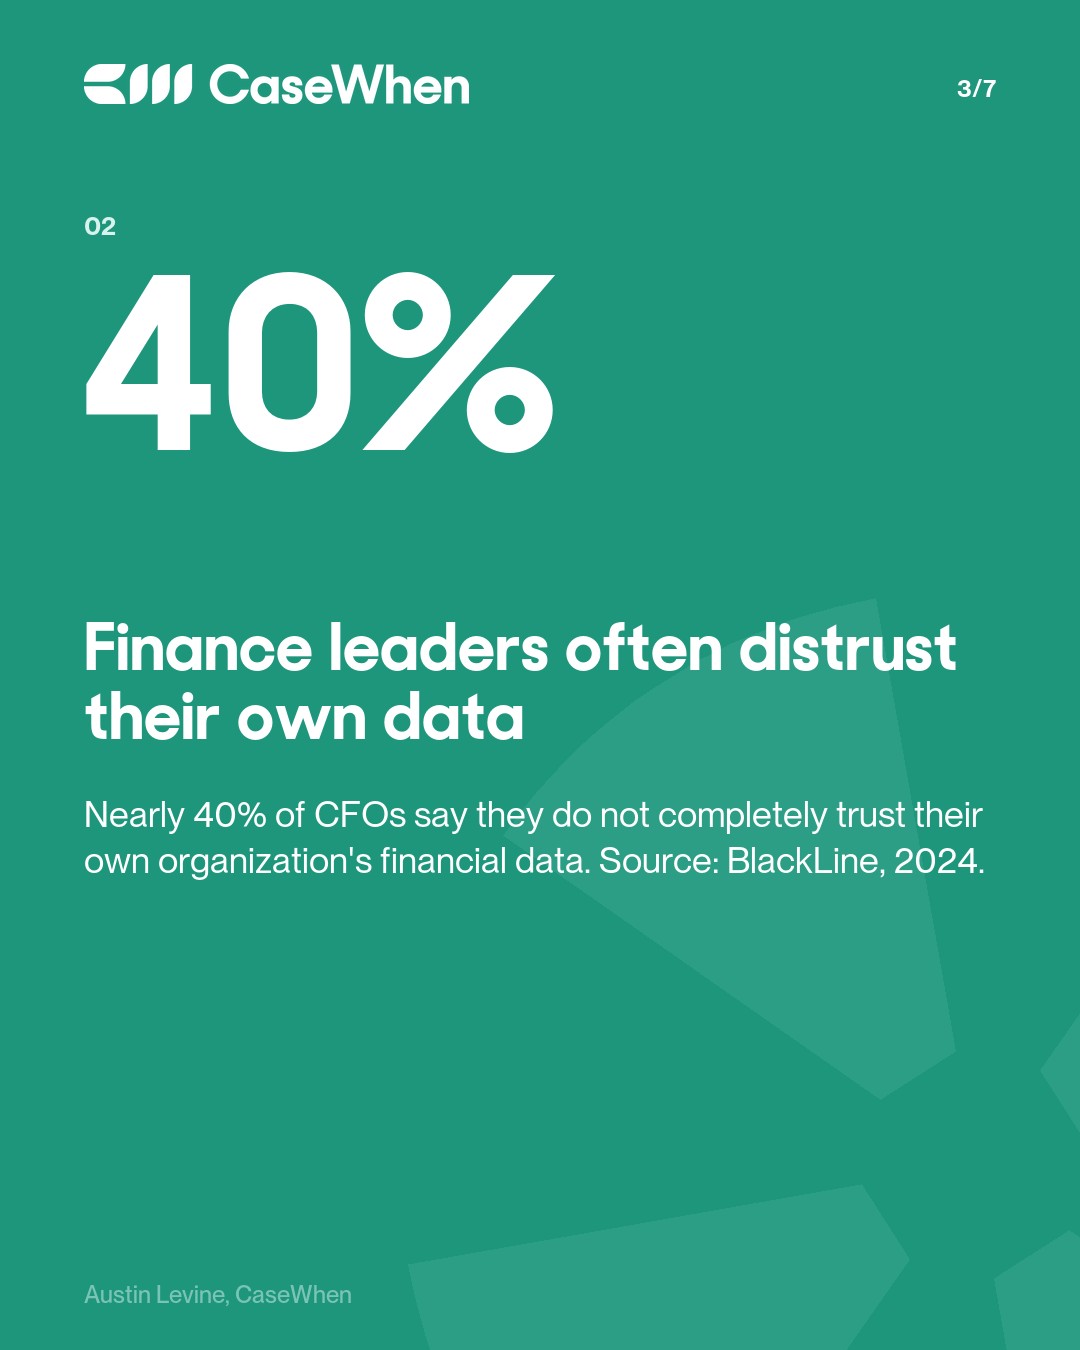 CaseWhen
3/7
02
40%
Finance leaders often distrust
their own data
Nearly 40% of CFOs say they do not completely trust their
own organization's financial data. Source: BlackLine, 2024.
Austin Levine, CaseWhen